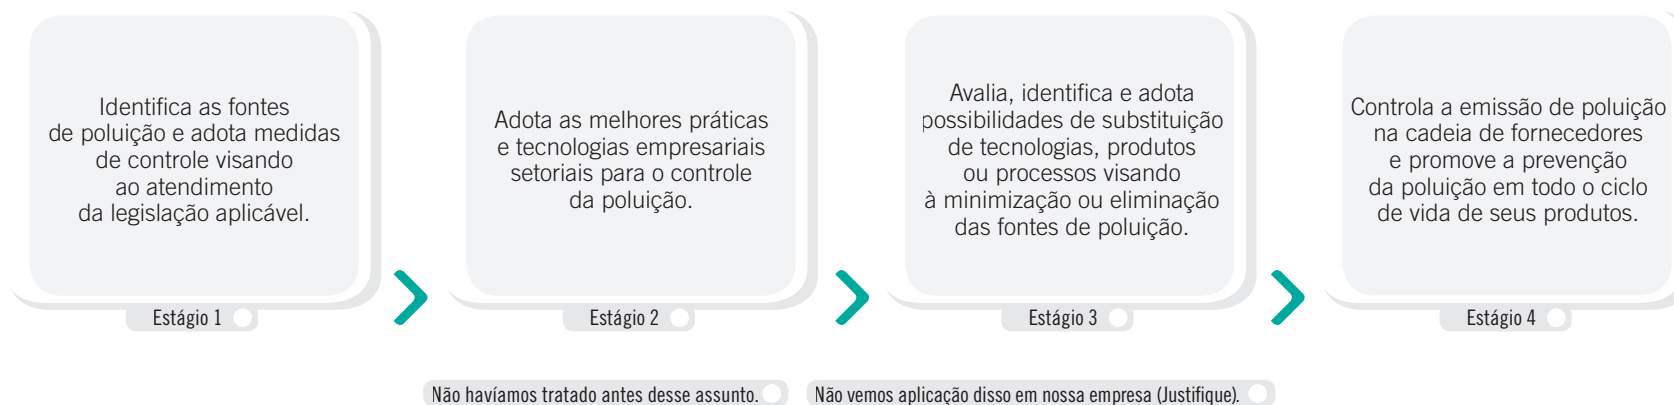 Identifica as fontes
de poluição e adota medidas
de controle visando
ao atendimento
da legislação aplicável.
Estágio 1
Adota as melhores práticas
e tecnologias empresariais
setoriais para o controle
da poluição.
Estágio 2
Avalia, identifica e adota
possibilidades de substituição
de tecnologias, produtos
ou processos visando
à minimização ou eliminação
das fontes de poluição.
Estágio 3
Controla a emissão de poluição
na cadeia de fornecedores
e promove a prevenção
da poluição em todo o ciclo
de vida de seus produtos.
Estágio 4
Não havíamos tratado antes desse assunto.
Não vemos aplicação disso em nossa empresa (Justifique).